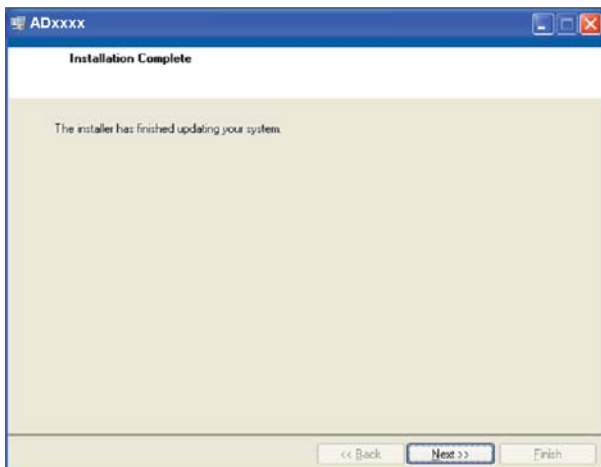 ADxxxx
Installation Complete
The installer has finished updating your system.
<< Back
Next >>
Finish